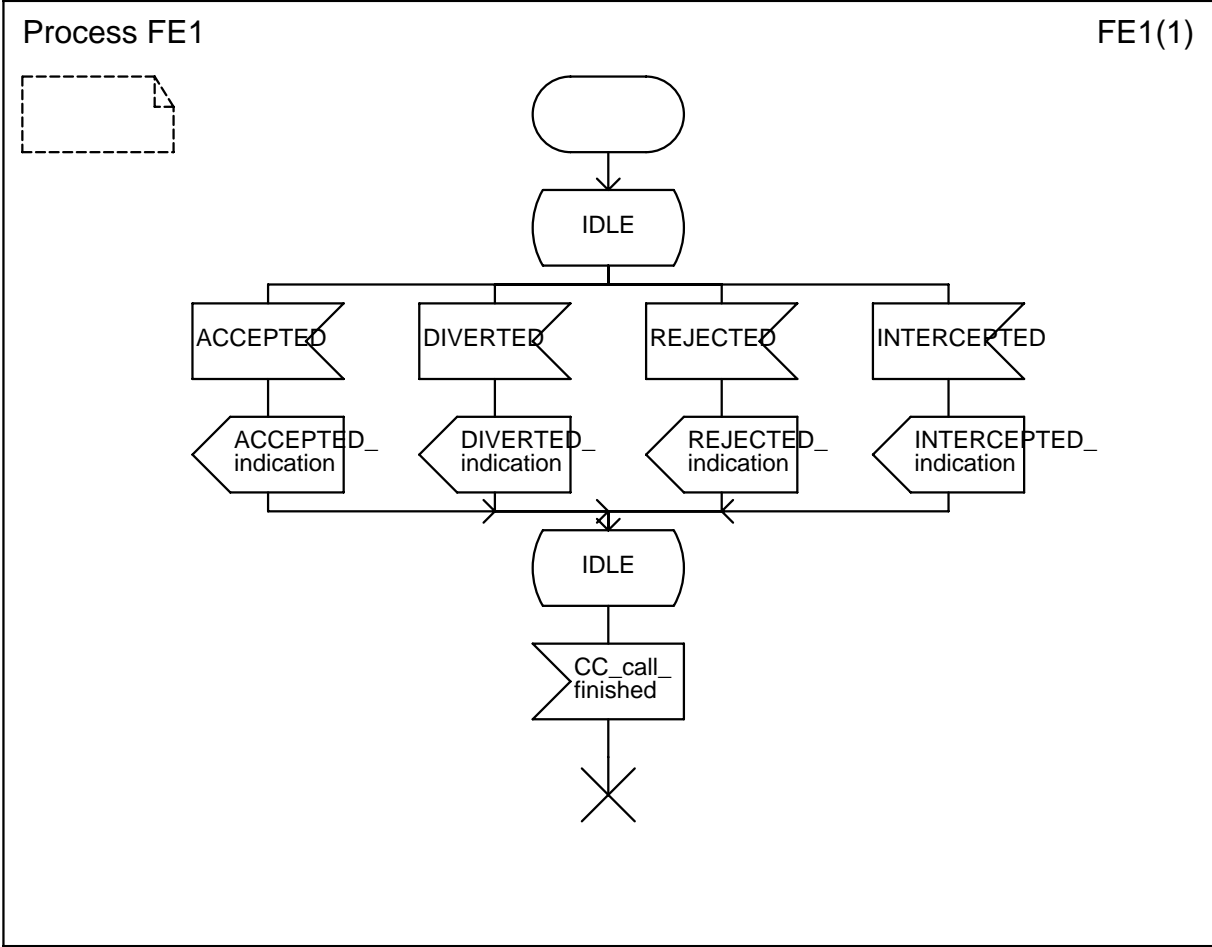 Process FE1
FE1(1)
IDLE
ACCEPTED
DIVERTED
REJECTED
INTERCEPTED
ACCEPTED_
indication
DIVERTED_
indication
REJECTED_
indication
INTERCEPTED_
indication
IDLE
CC_call_
finished